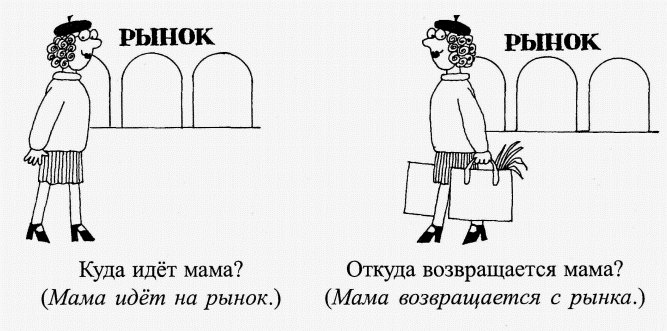 РЫНОК
РЫНОК
Куда идёт мама?
(Мама идёт на рынок.)
Откуда возвращается мама?
(Мама возвращается с рынка.)